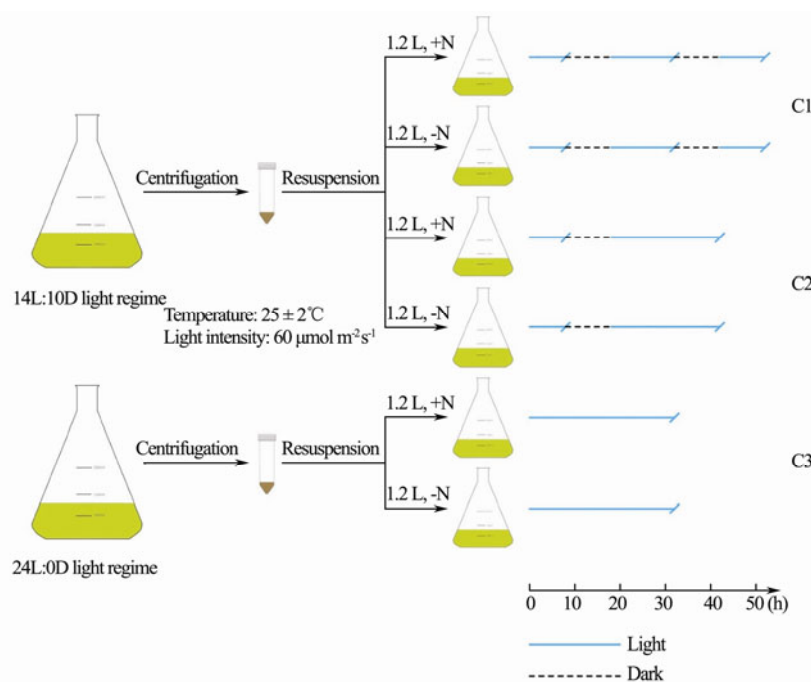 1.2 L, +N
C1
1.2 L, -N
Centrifugation
Resuspension
1.2 L, +N
14L:10D light regime
C2
Temperature: 25 ± 2℃
Light intensity: 60 μmol m⁻²s⁻¹
1.2 L, -N
1.2 L, +N
Centrifugation
Resuspension
C3
1.2 L, -N
24L:0D light regime
0 10 20 30 40 50 (h)
Light
Dark